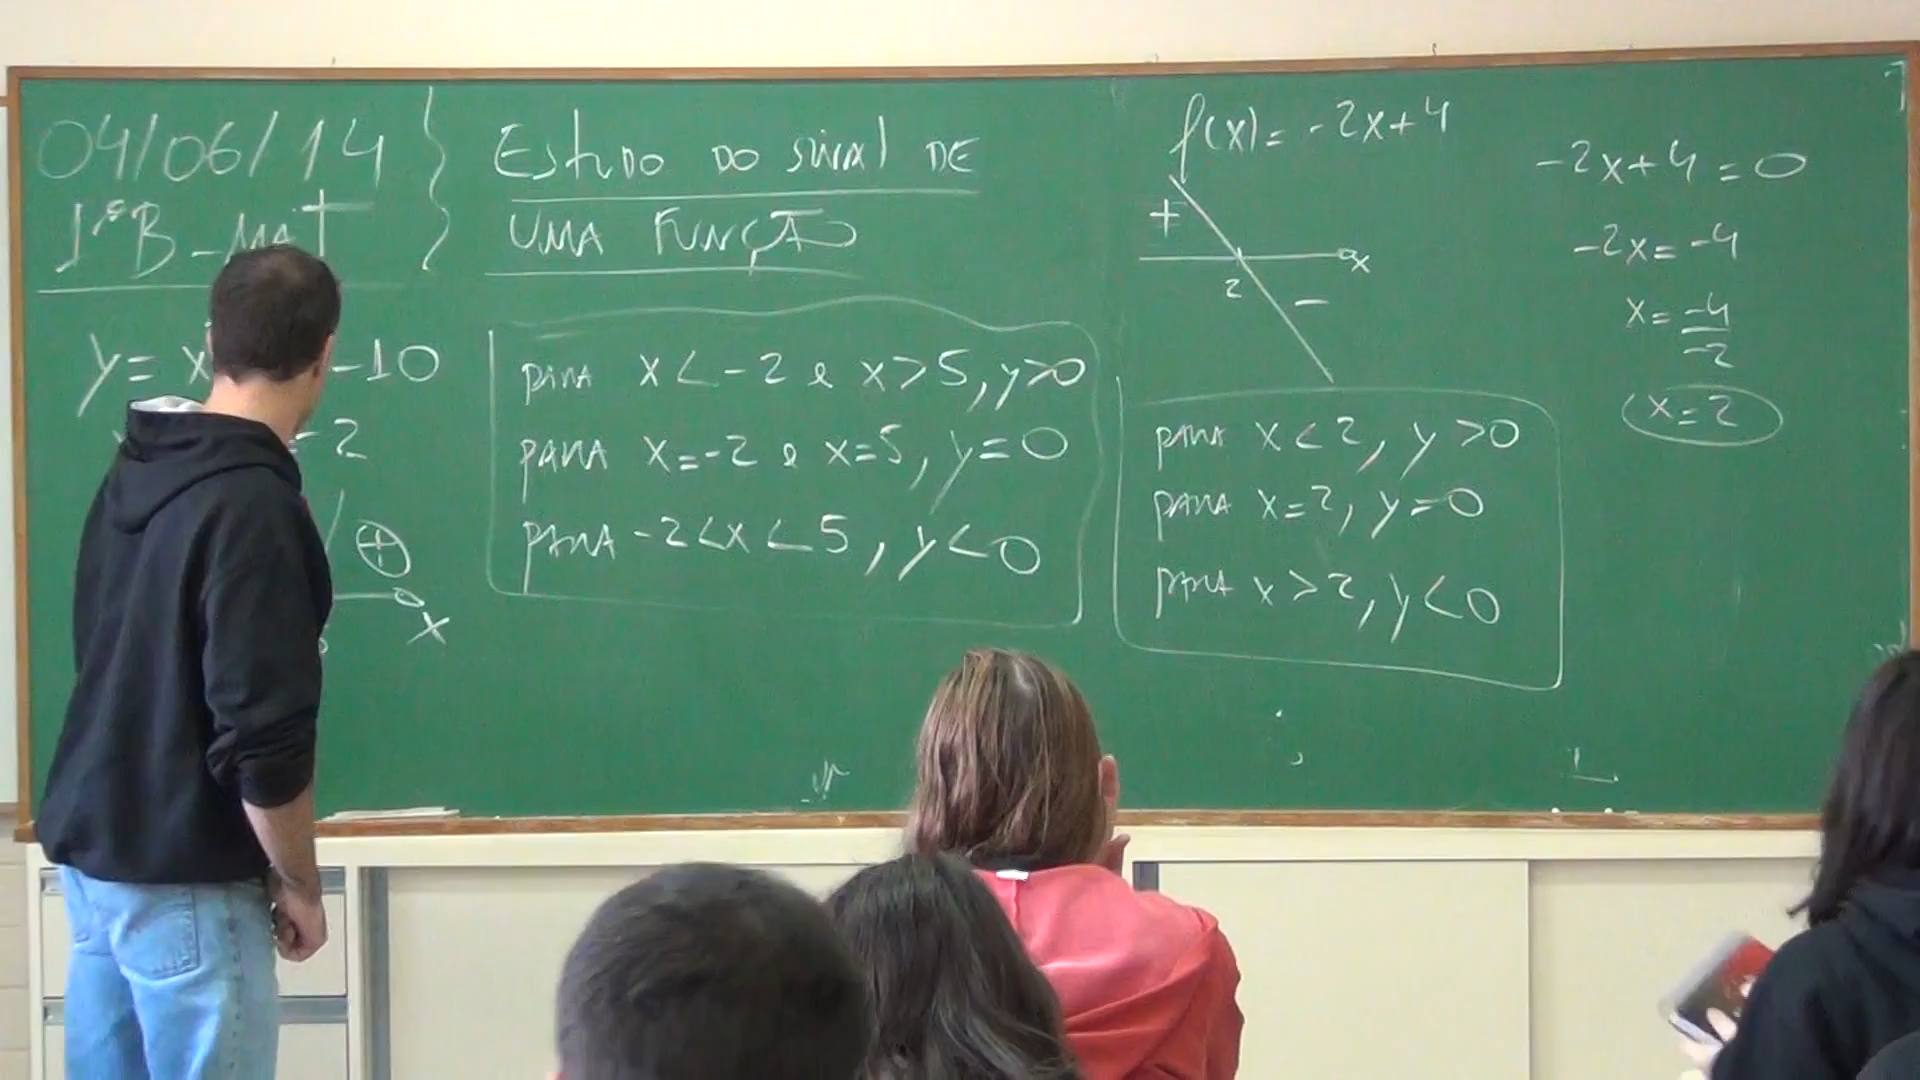 04/06/14
1ºB - MAT
y = x -10
= -2
+
x
ESTUDO DO SINAL DE
UMA FUNÇÃO
para x < -2 e x > 5, y > 0
para x = -2 e x = 5, y = 0
para -2 < x < 5, y < 0
f(x) = -2x + 4
+
x
2
-
para x < 2, y > 0
para x = 2, y = 0
para x > 2, y < 0
-2x + 4 = 0
-2x = -4
x = -4
-2
x = 2